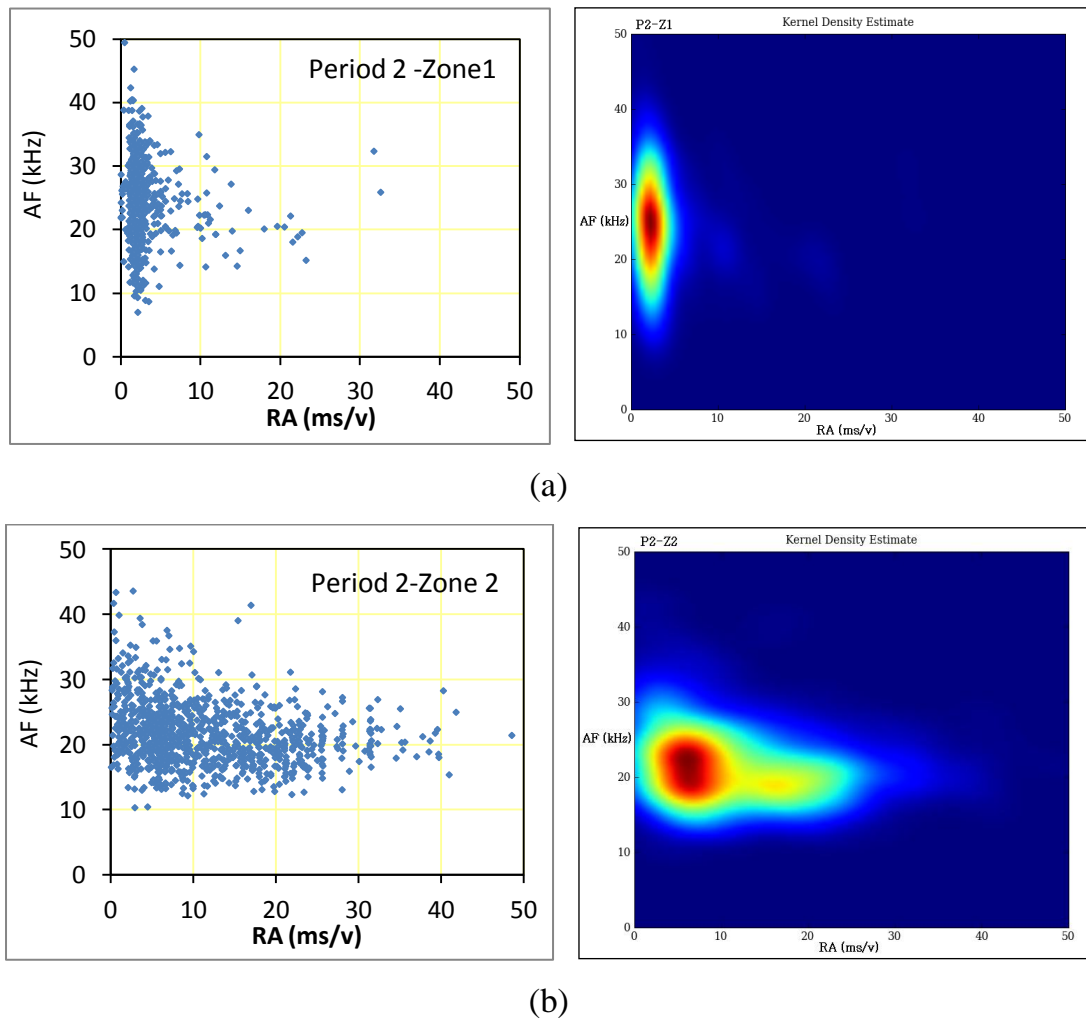 Period 2 -Zone1
50
40
30
20
10
0
AF (kHz)
0 10 20 30 40 50
RA (ms/v)
P2-Z1 Kernel Density Estimate
50
40
30
AF (kHz)
20
10
0
0 10 20 30 40 50
RA (ms/v)
(a)
Period 2-Zone 2
50
40
30
20
10
0
AF (kHz)
0 10 20 30 40 50
RA (ms/v)
P2-Z2 Kernel Density Estimate
50
40
30
AF (kHz)
20
10
0
0 10 20 30 40 50
RA (ms/v)
(b)